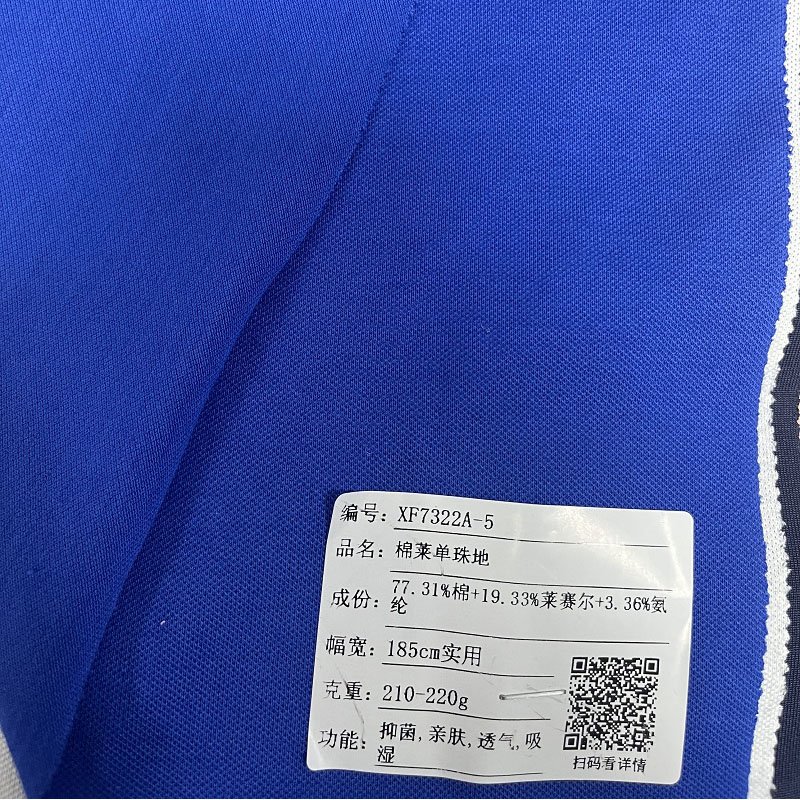 编号: XF7322A-5
品名: 棉莱单珠地
成份: 77.31%棉+19.33%莱赛尔+3.36%氨
纶
幅宽: 185cm实用
克重: 210-220g
功能: 抑菌,亲肤,透气,吸
湿
扫码看详情